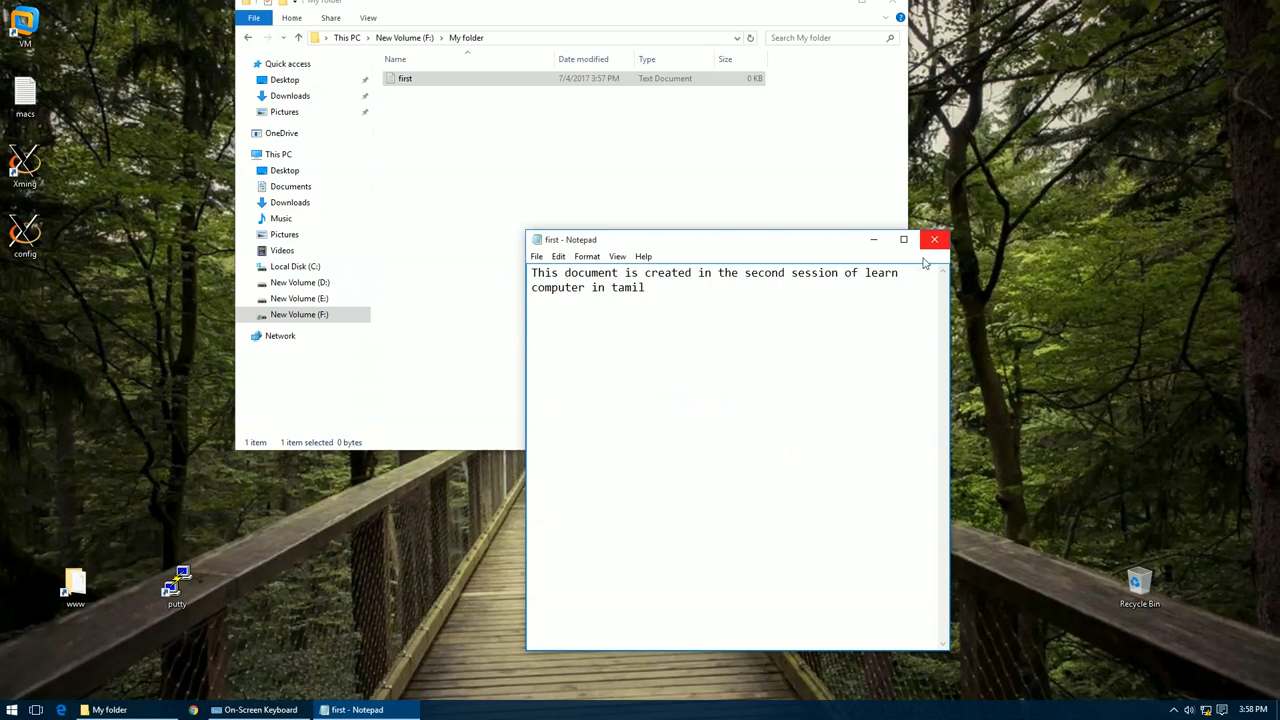 My folder
File
Home
Share
View
This PC
New Volume (F:)
My folder
Search My folder
Name
Date modified
Type
Size
first
7/4/2017 3:57 PM
Text Document
0 KB
Quick access
Desktop
Downloads
Pictures
OneDrive
This PC
Desktop
Documents
Downloads
Music
Pictures
Videos
Local Disk (C:)
New Volume (D:)
New Volume (E:)
New Volume (F:)
Network
1 item
1 item selected 0 bytes
first - Notepad
File
Edit
Format
View
Help
This document is created in the second session of learn
computer in tamil
.VM
macs
Xming
config
www
putty
Recycle Bin
My folder
On-Screen Keyboard
first - Notepad
3:58 PM